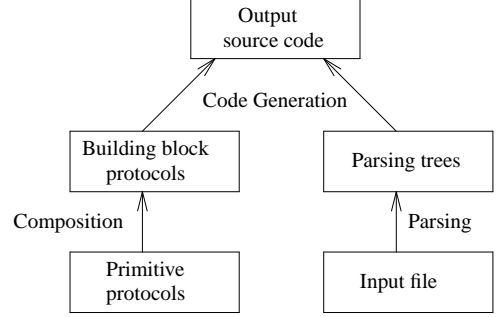 Output
source code
Code Generation
Building block
protocols
Parsing trees
Composition
Parsing
Primitive
protocols
Input file